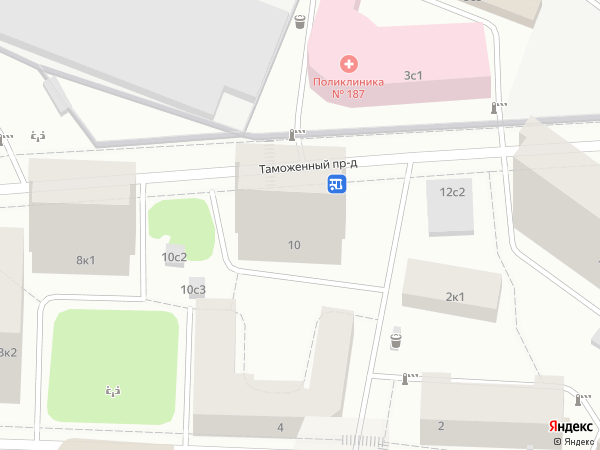 3с1
Поликлиника
№ 187
Таможенный пр-д
12с2
10
10с2
8к1
10с3
2к1
8к2
4
2
Яндекс
© Яндекс